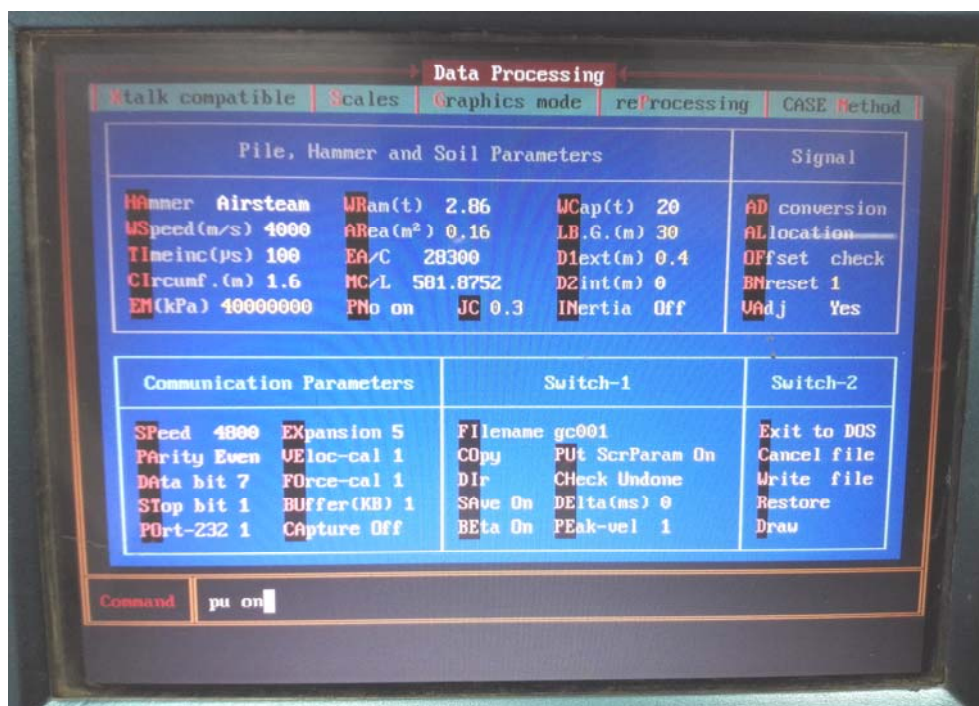 Data Processing
Xtalk compatible | Scales | Graphics mode | reProcessing | CASE Method
Pile, Hammer and Soil Parameters Signal
HAmmer Airsteam WRam(t) 2.86 WCap(t) 20 AD conversion
WSpeed(m/s) 4000 ARea(m²) 0.16 LB.G.(m) 30 ALlocation
TImeinc(µs) 100 EA/C 28300 D1ext(m) 0.4 OFfset check
CIrcumf.(m) 1.6 MC/L 581.8752 D2int(m) 0 BNreset 1
EM(kPa) 40000000 PNo on JC 0.3 INertia Off VAdj Yes
Communication Parameters Switch-1 Switch-2
SPeed 4800 EXpansion 5 FIlename gc001 Exit to DOS
PArity Even VEloc-cal 1 COpy PUt ScrParam On Cancel file
DAta bit 7 FOrce-cal 1 DIr CHeck Undone Write file
STop bit 1 BUffer(KB) 1 SAve On DElta(ms) 0 Restore
POrt-232 1 CApture Off BEta On PEak-vel 1 Draw
Command pu on